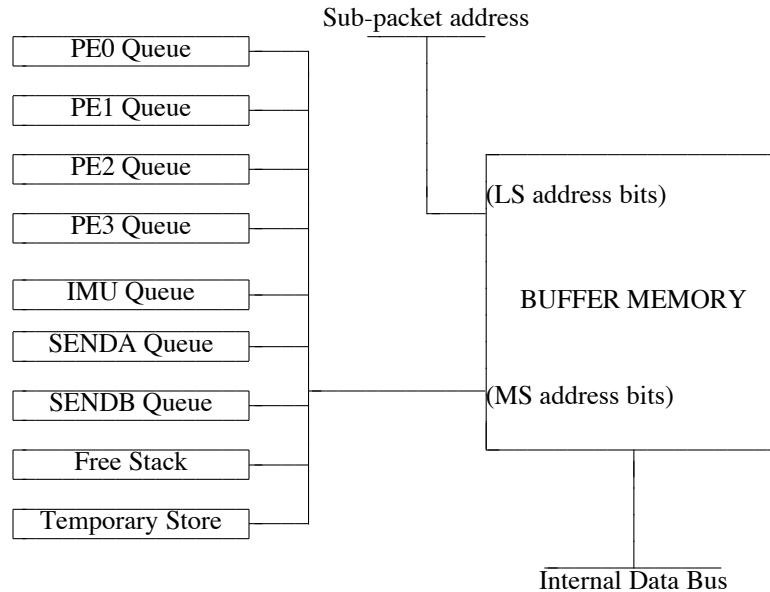 Sub-packet address
PE0 Queue
PE1 Queue
PE2 Queue
PE3 Queue
IMU Queue
SENDA Queue
SENDB Queue
Free Stack
Temporary Store
(LS address bits)
BUFFER MEMORY
(MS address bits)
Internal Data Bus